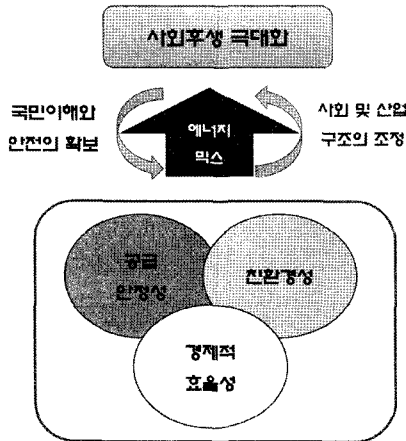 사회후생 극대화
국민이해와
안전의 확보
에너지
믹스
사회 및 산업
구조의 조정
공급
안정성
친환경성
경제적
효율성